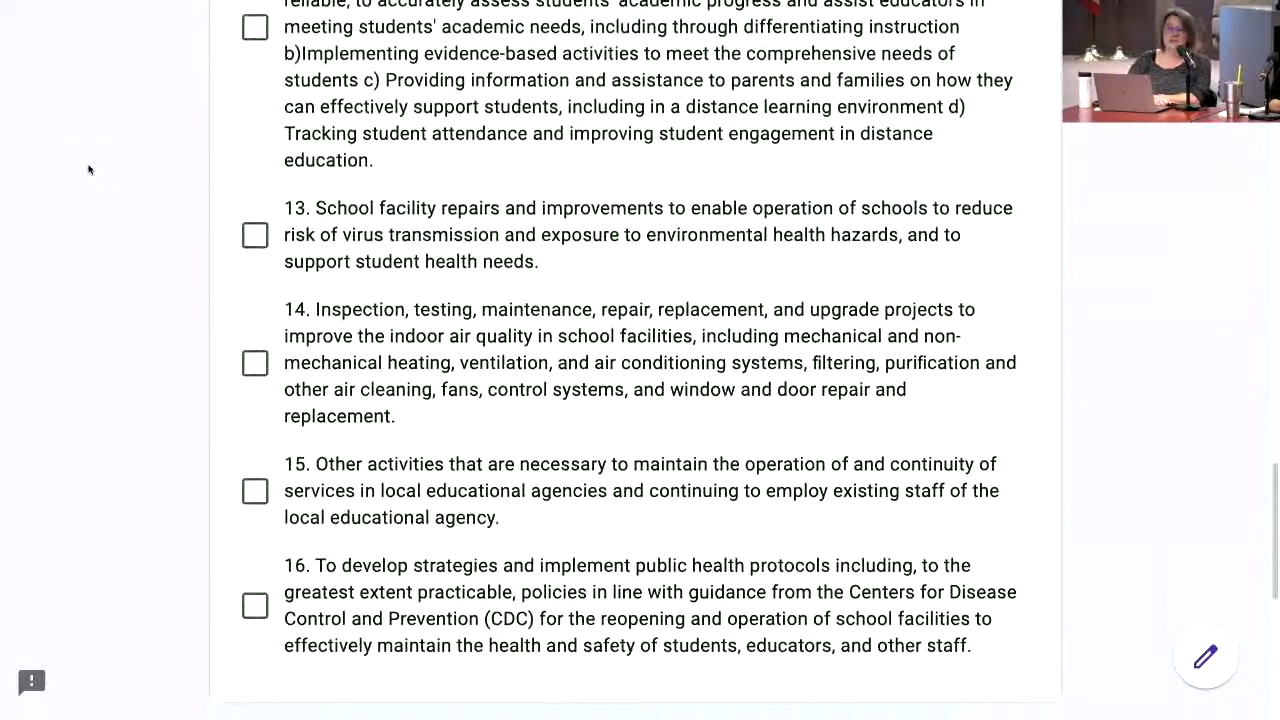 reliable, to accurately assess students' academic progress and assist educators in
meeting students' academic needs, including through differentiating instruction
b)Implementing evidence-based activities to meet the comprehensive needs of
students c) Providing information and assistance to parents and families on how they
can effectively support students, including in a distance learning environment d)
Tracking student attendance and improving student engagement in distance
education.
13. School facility repairs and improvements to enable operation of schools to reduce
risk of virus transmission and exposure to environmental health hazards, and to
support student health needs.
14. Inspection, testing, maintenance, repair, replacement, and upgrade projects to
improve the indoor air quality in school facilities, including mechanical and non-
mechanical heating, ventilation, and air conditioning systems, filtering, purification and
other air cleaning, fans, control systems, and window and door repair and
replacement.
15. Other activities that are necessary to maintain the operation of and continuity of
services in local educational agencies and continuing to employ existing staff of the
local educational agency.
16. To develop strategies and implement public health protocols including, to the
greatest extent practicable, policies in line with guidance from the Centers for Disease
Control and Prevention (CDC) for the reopening and operation of school facilities to
effectively maintain the health and safety of students, educators, and other staff.